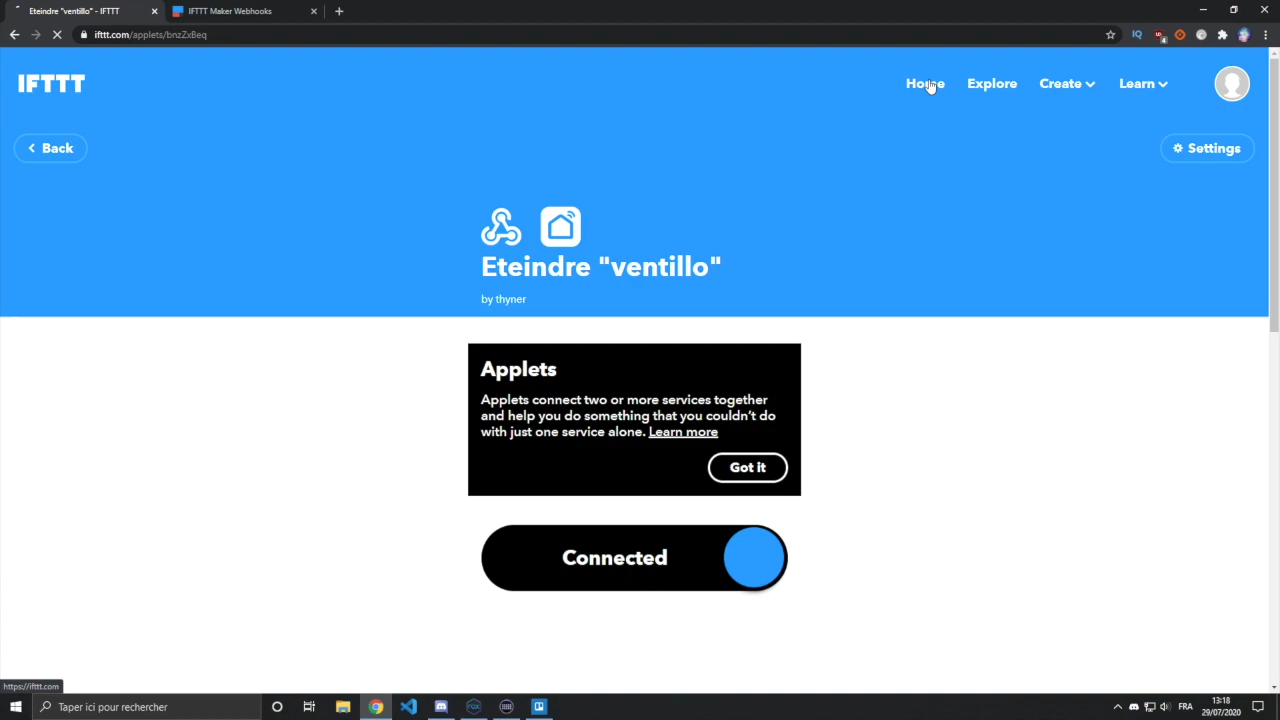 Eteindre "ventillo" - IFTTT
IFTTT Maker Webhooks
ifttt.com/applets/bnzZxBeq
IFTTT
Home
Explore
Create
Learn
Back
Settings
Eteindre "ventillo"
by thyner
Applets
Applets connect two or more services together
and help you do something that you couldn't do
with just one service alone. Learn more
Got it
Connected
https://ifttt.com
Taper ici pour rechercher
FRA
13:18
29/07/2020